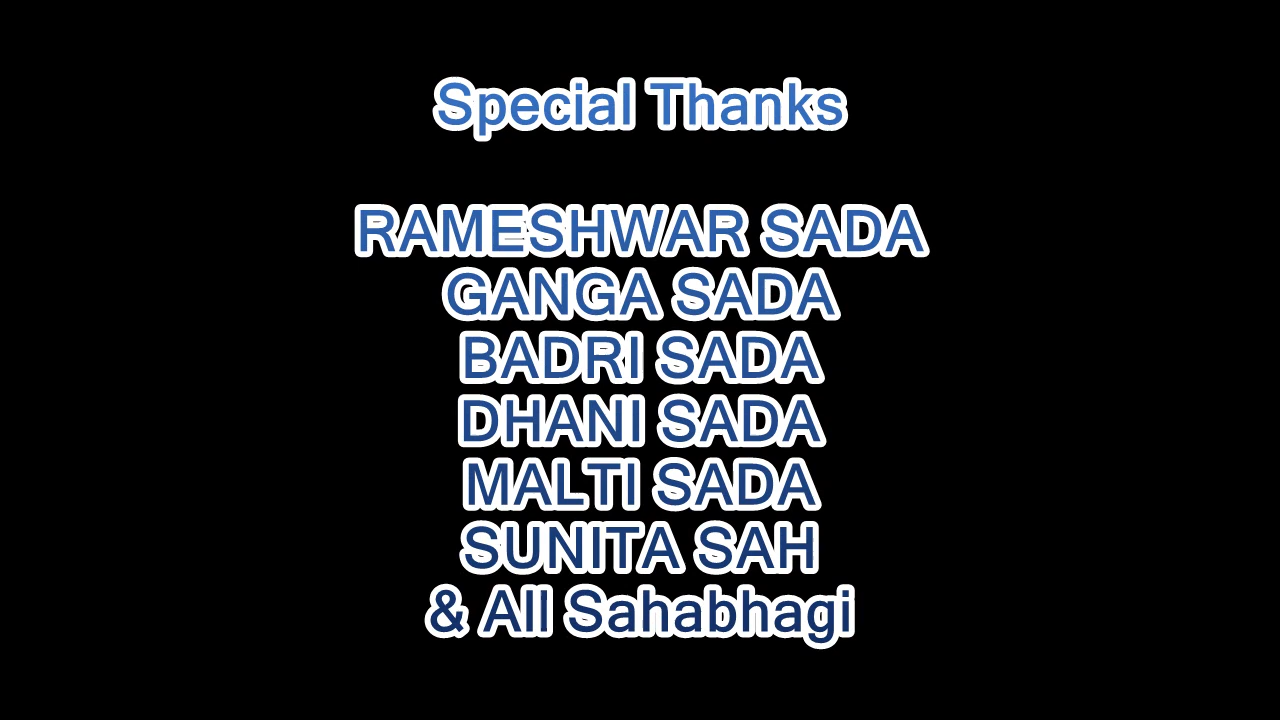 Special Thanks
RAMESHWAR SADA
GANGA SADA
BADRI SADA
DHANI SADA
MALTI SADA
SUNITA SAH
& All Sahabhagi